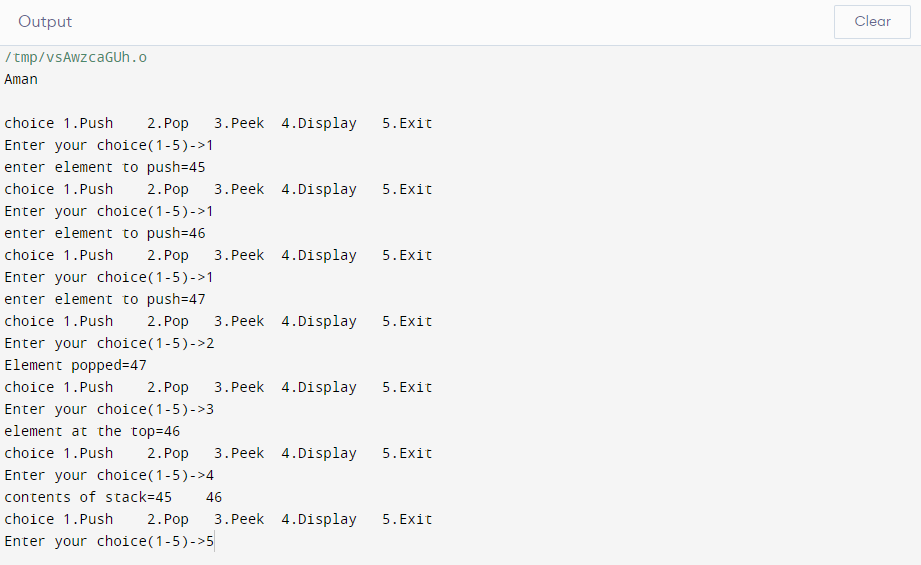 Output
Clear
/tmp/vsAwzcaGUh.o
Aman
choice 1.Push    2.Pop   3.Peek  4.Display   5.Exit
Enter your choice(1-5)->1
enter element to push=45
choice 1.Push    2.Pop   3.Peek  4.Display   5.Exit
Enter your choice(1-5)->1
enter element to push=46
choice 1.Push    2.Pop   3.Peek  4.Display   5.Exit
Enter your choice(1-5)->1
enter element to push=47
choice 1.Push    2.Pop   3.Peek  4.Display   5.Exit
Enter your choice(1-5)->2
Element popped=47
choice 1.Push    2.Pop   3.Peek  4.Display   5.Exit
Enter your choice(1-5)->3
element at the top=46
choice 1.Push    2.Pop   3.Peek  4.Display   5.Exit
Enter your choice(1-5)->4
contents of stack=45    46
choice 1.Push    2.Pop   3.Peek  4.Display   5.Exit
Enter your choice(1-5)->5